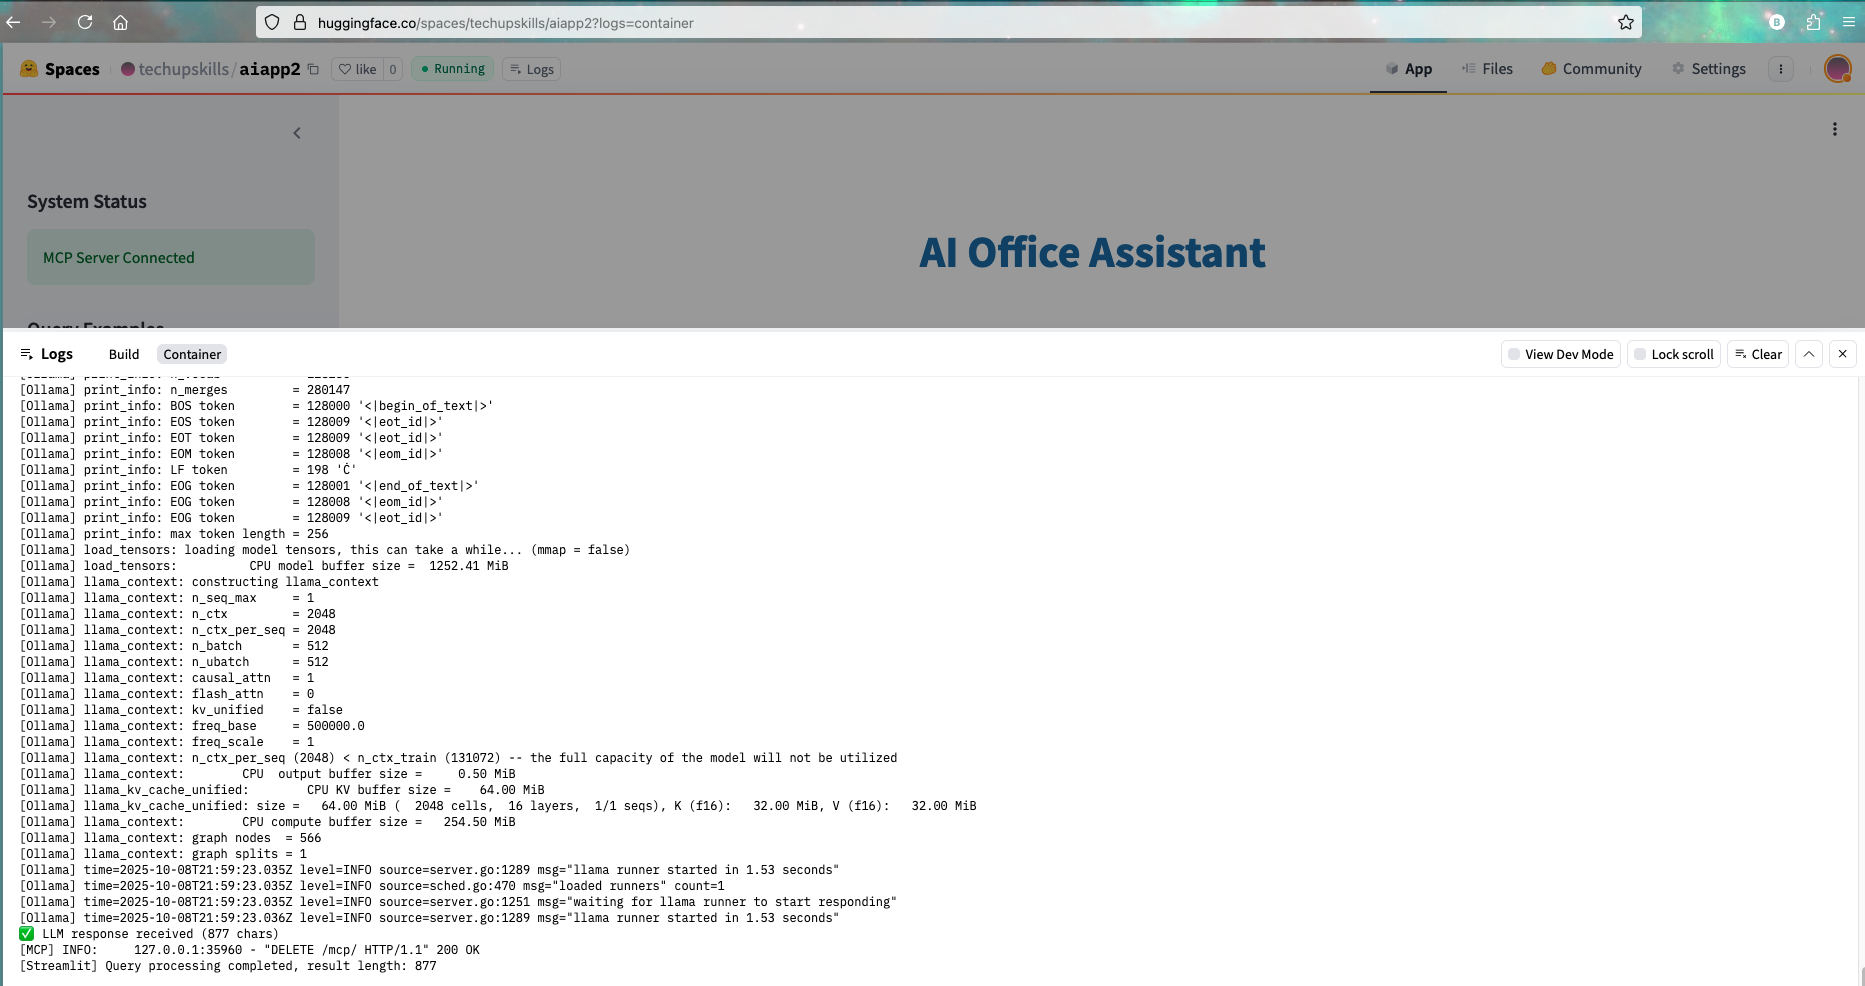 huggingface.co/spaces/techupskills/aiapp2?logs=container
B
Spaces techupskills/aiapp2 like 0 Running Logs App Files Community Settings
System Status
MCP Server Connected
AI Office Assistant
Query Examples
Logs Build Container View Dev Mode Lock scroll Clear
[Ollama] print_info: n_merges         = 280147
[Ollama] print_info: BOS token        = 128000 '<|begin_of_text|>'
[Ollama] print_info: EOS token        = 128009 '<|eot_id|>'
[Ollama] print_info: EOT token        = 128009 '<|eot_id|>'
[Ollama] print_info: EOM token        = 128008 '<|eom_id|>'
[Ollama] print_info: LF token         = 198 'Ċ'
[Ollama] print_info: EOG token        = 128001 '<|end_of_text|>'
[Ollama] print_info: EOG token        = 128008 '<|eom_id|>'
[Ollama] print_info: EOG token        = 128009 '<|eot_id|>'
[Ollama] print_info: max token length = 256
[Ollama] load_tensors: loading model tensors, this can take a while... (mmap = false)
[Ollama] load_tensors:          CPU model buffer size =  1252.41 MiB
[Ollama] llama_context: constructing llama_context
[Ollama] llama_context: n_seq_max     = 1
[Ollama] llama_context: n_ctx         = 2048
[Ollama] llama_context: n_ctx_per_seq = 2048
[Ollama] llama_context: n_batch       = 512
[Ollama] llama_context: n_ubatch      = 512
[Ollama] llama_context: causal_attn   = 1
[Ollama] llama_context: flash_attn    = 0
[Ollama] llama_context: kv_unified    = false
[Ollama] llama_context: freq_base     = 500000.0
[Ollama] llama_context: freq_scale    = 1
[Ollama] llama_context: n_ctx_per_seq (2048) < n_ctx_train (131072) -- the full capacity of the model will not be utilized
[Ollama] llama_context:        CPU  output buffer size =     0.50 MiB
[Ollama] llama_kv_cache_unified:        CPU KV buffer size =    64.00 MiB
[Ollama] llama_kv_cache_unified: size =   64.00 MiB (  2048 cells,  16 layers,  1/1 seqs), K (f16):   32.00 MiB, V (f16):   32.00 MiB
[Ollama] llama_context:        CPU compute buffer size =   254.50 MiB
[Ollama] llama_context: graph nodes  = 566
[Ollama] llama_context: graph splits = 1
[Ollama] time=2025-10-08T21:59:23.035Z level=INFO source=server.go:1289 msg="llama runner started in 1.53 seconds"
[Ollama] time=2025-10-08T21:59:23.035Z level=INFO source=sched.go:470 msg="loaded runners" count=1
[Ollama] time=2025-10-08T21:59:23.035Z level=INFO source=server.go:1251 msg="waiting for llama runner to start responding"
[Ollama] time=2025-10-08T21:59:23.036Z level=INFO source=server.go:1289 msg="llama runner started in 1.53 seconds"
✅ LLM response received (877 chars)
[MCP] INFO:     127.0.0.1:35960 - "DELETE /mcp/ HTTP/1.1" 200 OK
[Streamlit] Query processing completed, result length: 877